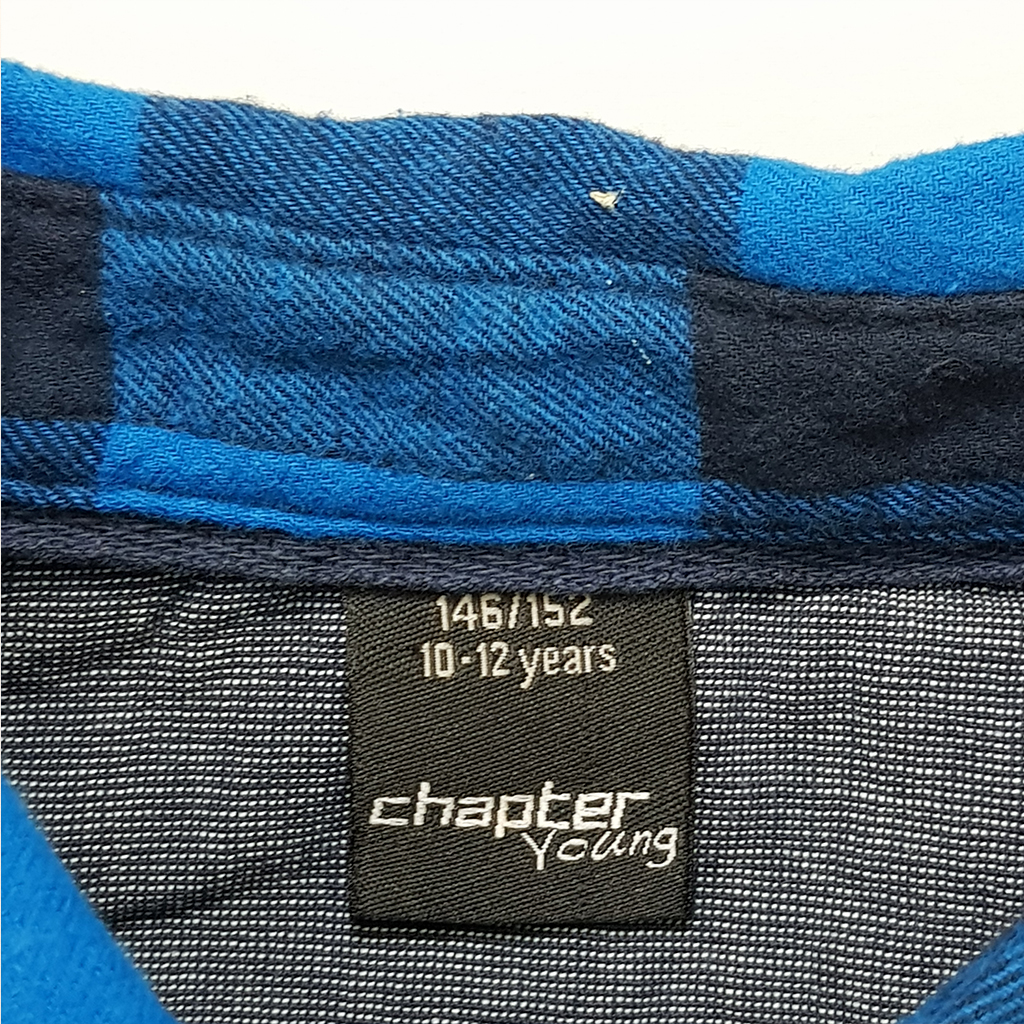 146/152
10-12 years
chapter
Young